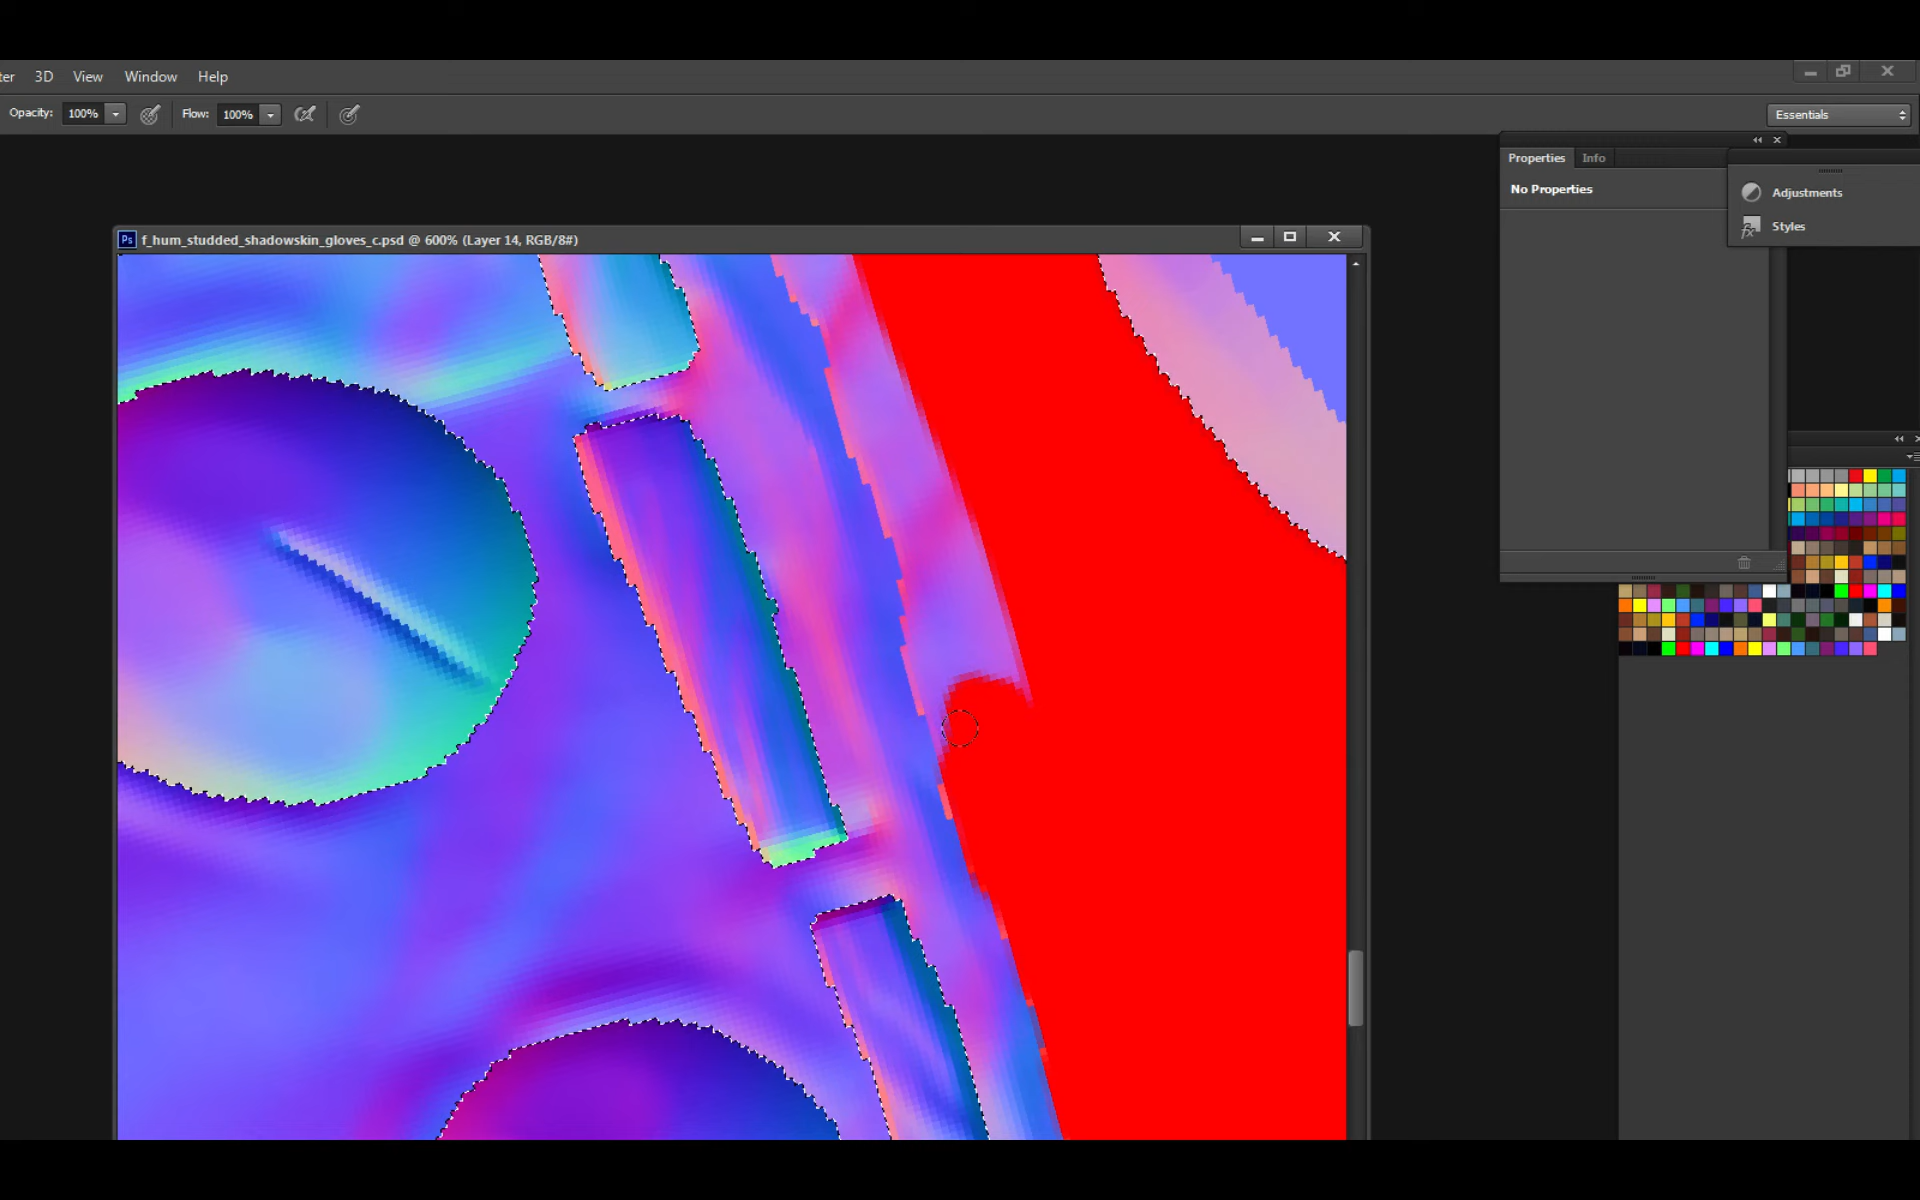 ter 3D View Window Help
Opacity: 100% Flow: 100% Essentials
Properties Info
No Properties
Adjustments
Styles
Ps f_hum_studded_shadowskin_gloves_c.psd @ 600% (Layer 14, RGB/8#)